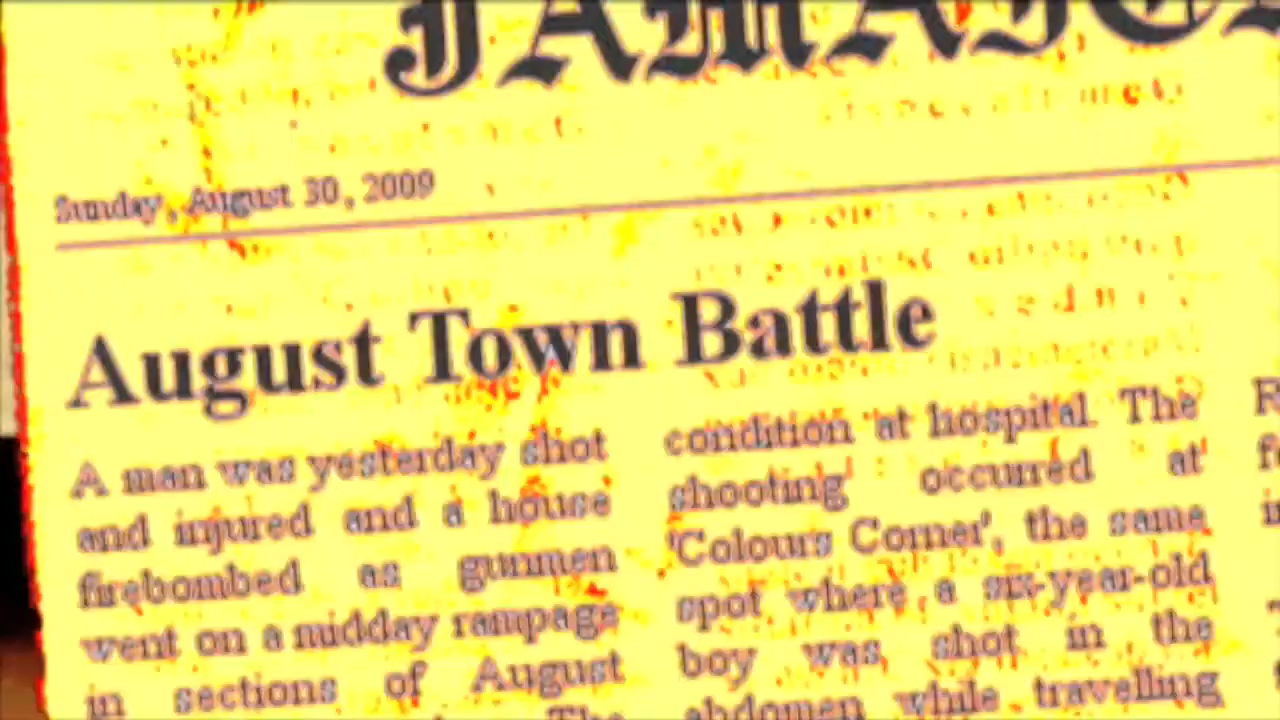 Sunday, August 30, 2009
August Town Battle
A man was yesterday shot
and injured and a house
firebombed as gunmen
went on a midday rampage
in sections of August
The
condition at hospital. The
shooting occurred at
'Colours Corner', the same
spot where a six-year-old
boy was shot in the
abdomen while travelling